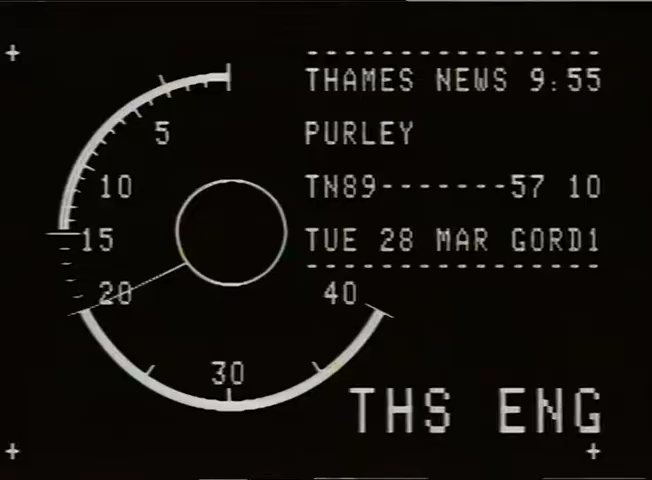 THAMES NEWS 9:55
PURLEY
TN89-------57 10
TUE 28 MAR GORD1
5
10
15
20
30
40
THS ENG